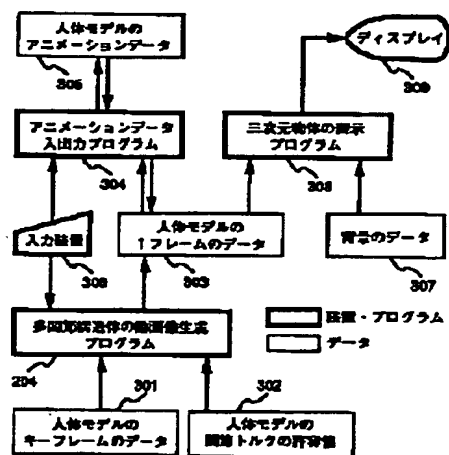 人体モデルの
アニメーションデータ
305
ディスプレイ
309
アニメーションデータ
入出力プログラム
304
三次元物体の表示
プログラム
308
入力装置
306
人体モデルの
1フレームのデータ
303
背景のデータ
307
多関節構造体の動画像生成
プログラム
204
装置・プログラム
データ
301
302
人体モデルの
キーフレームのデータ
人体モデルの
関節トルクの許容値